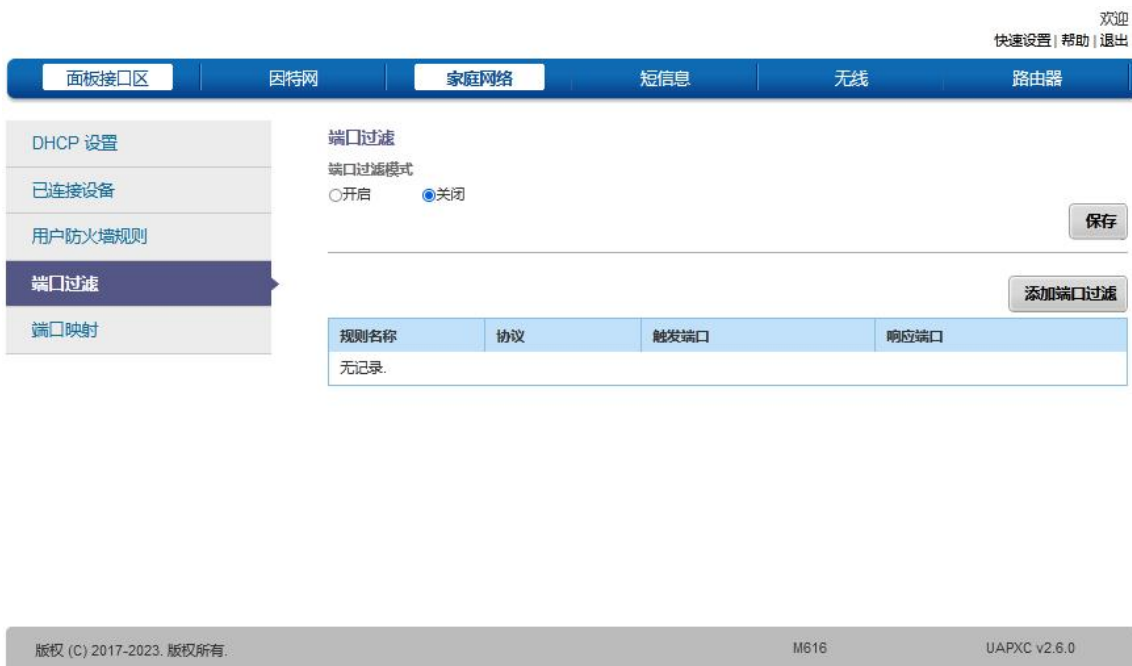 欢迎
快速设置 | 帮助 | 退出
面板接口区 因特网 家庭网络 短信息 无线 路由器
DHCP 设置
已连接设备
用户防火墙规则
端口过滤
端口映射
端口过滤
端口过滤模式
开启 关闭
保存
添加端口过滤
规则名称 协议 触发端口 响应端口
无记录.
版权 (C) 2017-2023. 版权所有. M616 UAPXC v2.6.0